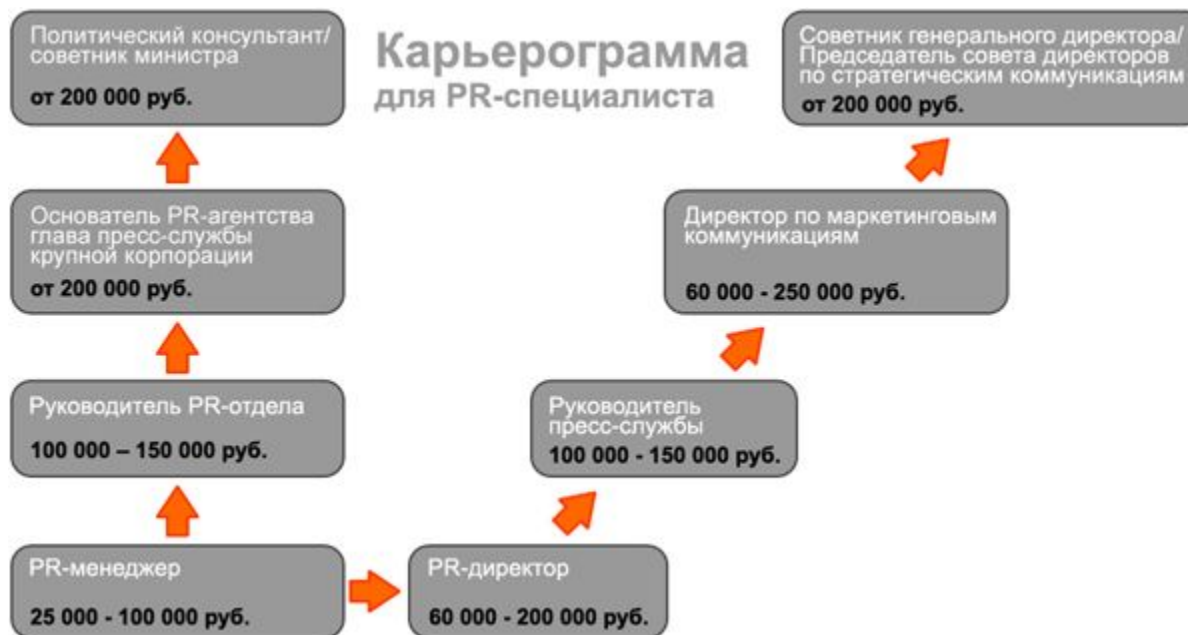 Политический консультант/
советник министра
от 200 000 руб.
Карьерограмма
для PR-специалиста
Советник генерального директора/
Председатель совета директоров
по стратегическим коммуникациям
от 200 000 руб.
Основатель PR-агентства
глава пресс-службы
крупной корпорации
от 200 000 руб.
Директор по маркетинговым
коммуникациям
60 000 - 250 000 руб.
Руководитель PR-отдела
100 000 – 150 000 руб.
Руководитель
пресс-службы
100 000 - 150 000 руб.
PR-менеджер
25 000 - 100 000 руб.
PR-директор
60 000 - 200 000 руб.